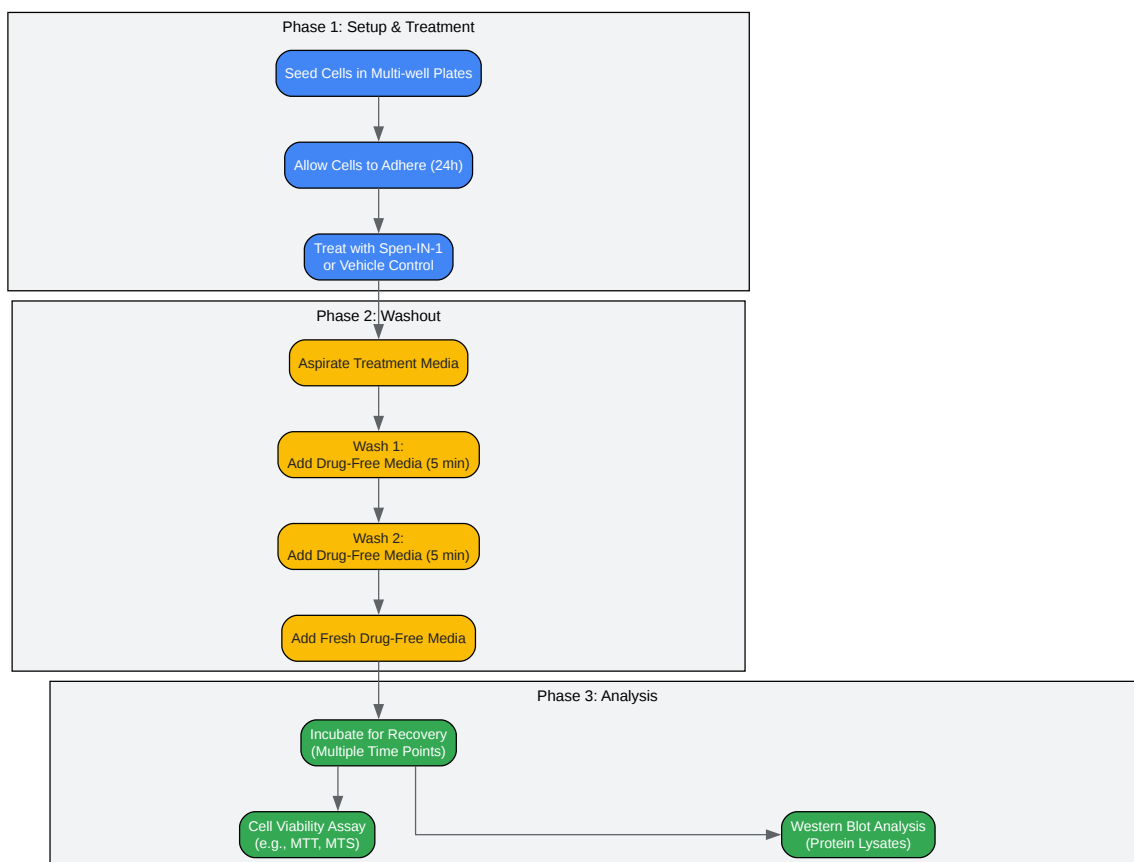 Phase 1: Setup & Treatment
Seed Cells in Multi-well Plates
Allow Cells to Adhere (24h)
Treat with Spen-IN-1
or Vehicle Control
Phase 2: Washout
Aspirate Treatment Media
Wash 1:
Add Drug-Free Media (5 min)
Wash 2:
Add Drug-Free Media (5 min)
Add Fresh Drug-Free Media
Phase 3: Analysis
Incubate for Recovery
(Multiple Time Points)
Cell Viability Assay
(e.g., MTT, MTS)
Western Blot Analysis
(Protein Lysates)